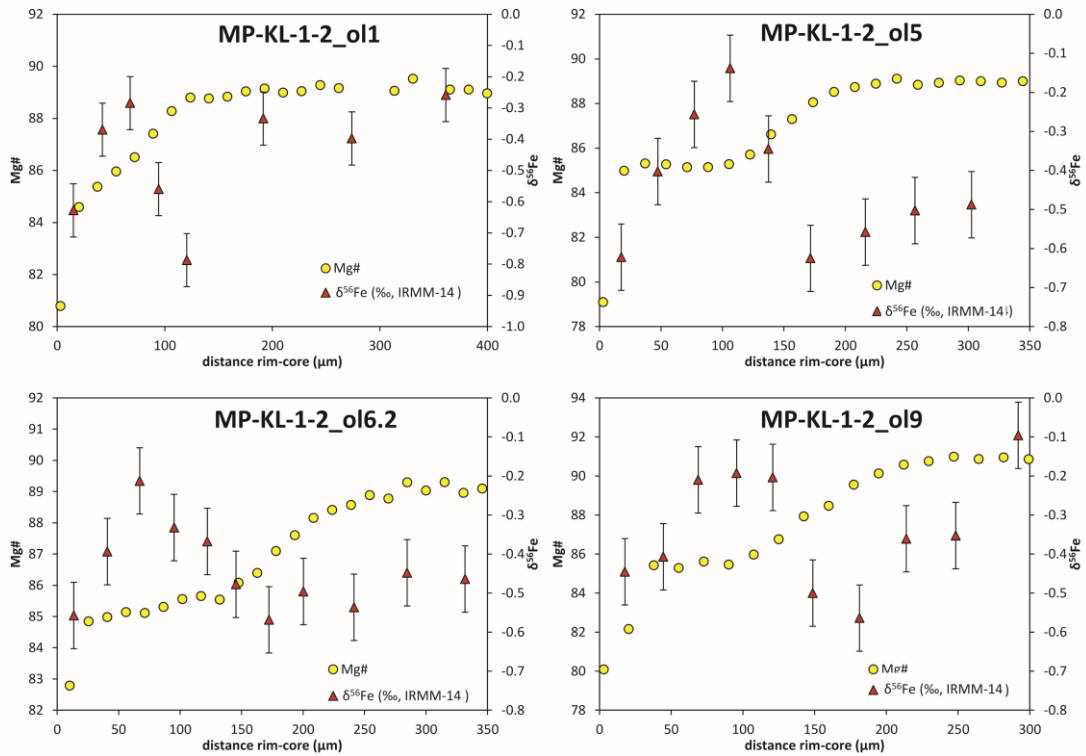 MP-KL-1-2_ol1
92
90
88
86
84
82
80
Mg#
0.0
-0.1
-0.2
-0.3
-0.4
-0.5
-0.6
-0.7
-0.8
-0.9
-1.0
δ⁵⁶Fe
Mg#
δ⁵⁶Fe (‰, IRMM-14)
0 100 200 300 400
distance rim-core (µm)
MP-KL-1-2_ol5
92
90
88
86
84
82
80
78
Mg#
0.0
-0.1
-0.2
-0.3
-0.4
-0.5
-0.6
-0.7
-0.8
δ⁵⁶Fe
Mg#
δ⁵⁶Fe (‰, IRMM-14)
0 50 100 150 200 250 300 350
distance rim-core (µm)
MP-KL-1-2_ol6.2
92
91
90
89
88
87
86
85
84
83
82
Mg#
0.0
-0.1
-0.2
-0.3
-0.4
-0.5
-0.6
-0.7
-0.8
δ⁵⁶Fe
Mg#
δ⁵⁶Fe (‰, IRMM-14)
0 50 100 150 200 250 300 350
distance rim-core (µm)
MP-KL-1-2_ol9
94
92
90
88
86
84
82
80
78
Mg#
0.0
-0.1
-0.2
-0.3
-0.4
-0.5
-0.6
-0.7
-0.8
δ⁵⁶Fe
Mg#
δ⁵⁶Fe (‰, IRMM-14)
0 50 100 150 200 250 300
distance rim-core (µm)